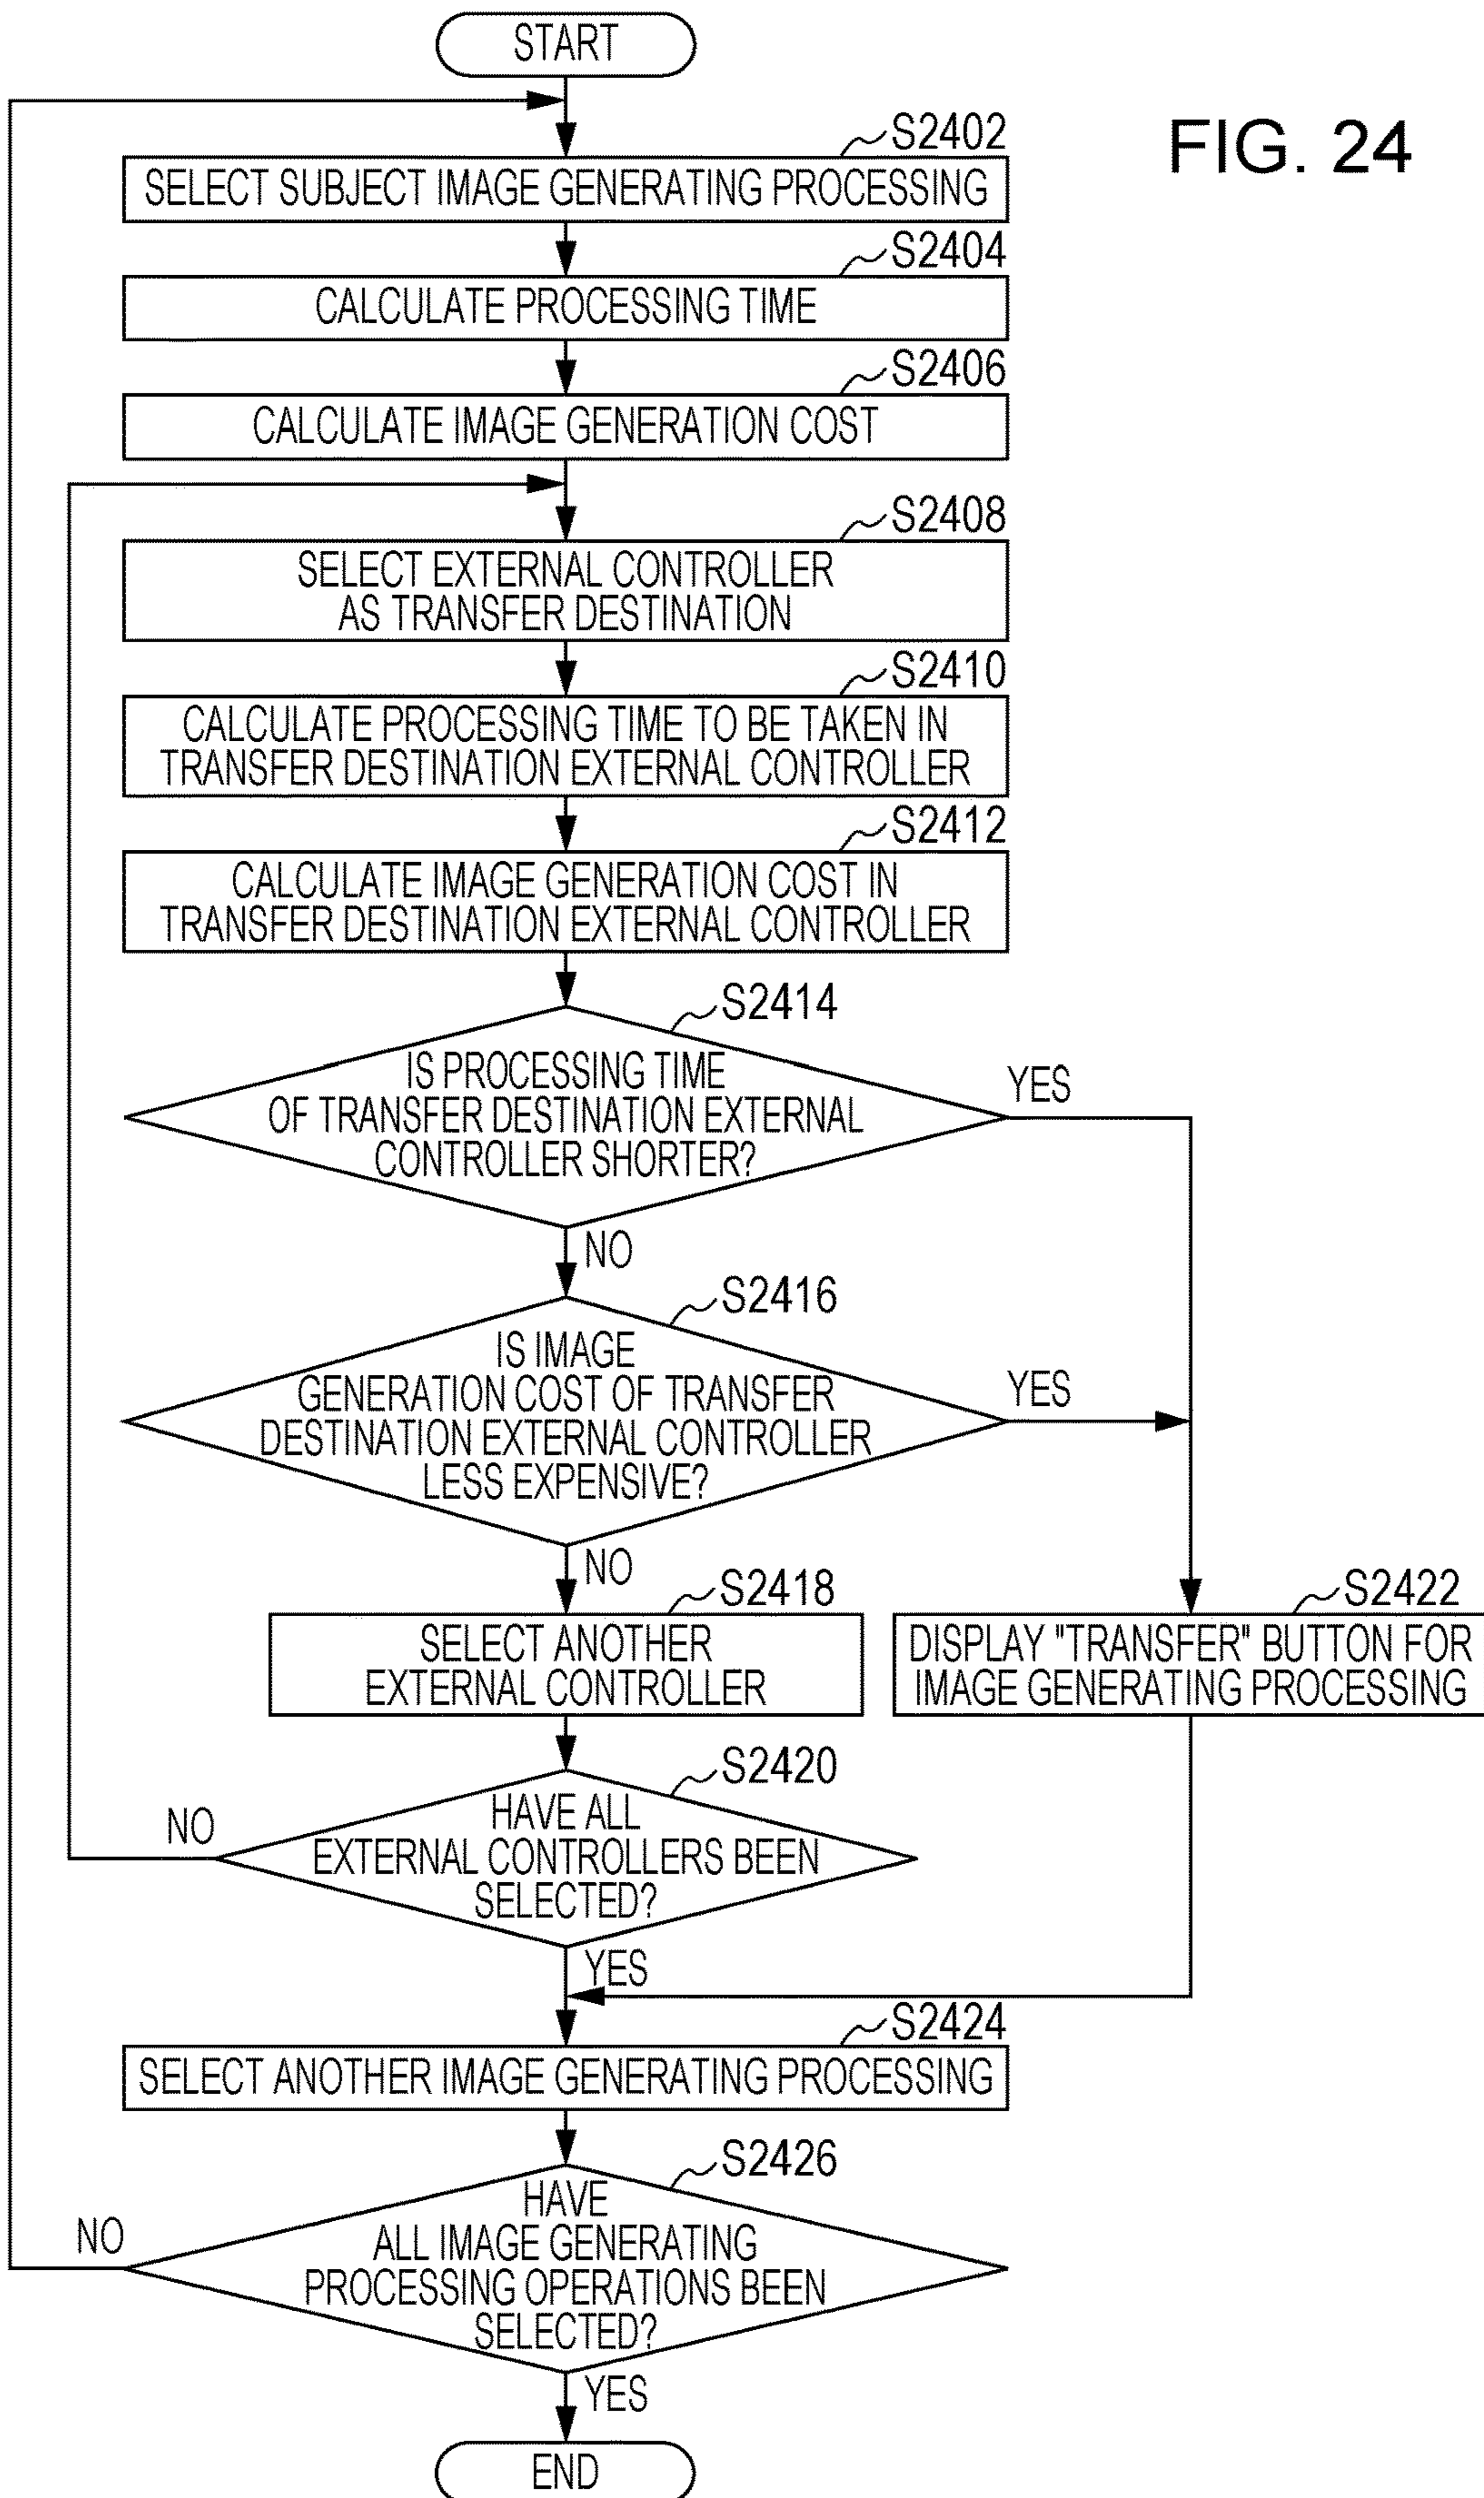 START
FIG. 24
S2402
SELECT SUBJECT IMAGE GENERATING PROCESSING
S2404
CALCULATE PROCESSING TIME
S2406
CALCULATE IMAGE GENERATION COST
S2408
SELECT EXTERNAL CONTROLLER
AS TRANSFER DESTINATION
S2410
CALCULATE PROCESSING TIME TO BE TAKEN IN
TRANSFER DESTINATION EXTERNAL CONTROLLER
S2412
CALCULATE IMAGE GENERATION COST IN
TRANSFER DESTINATION EXTERNAL CONTROLLER
S2414
IS PROCESSING TIME
OF TRANSFER DESTINATION EXTERNAL
CONTROLLER SHORTER?
YES
NO
S2416
IS IMAGE
GENERATION COST OF TRANSFER
DESTINATION EXTERNAL CONTROLLER
LESS EXPENSIVE?
YES
NO
S2418
SELECT ANOTHER
EXTERNAL CONTROLLER
S2422
DISPLAY "TRANSFER" BUTTON FOR
IMAGE GENERATING PROCESSING
S2420
HAVE ALL
EXTERNAL CONTROLLERS BEEN
SELECTED?
NO
YES
S2424
SELECT ANOTHER IMAGE GENERATING PROCESSING
S2426
HAVE
ALL IMAGE GENERATING
PROCESSING OPERATIONS BEEN
SELECTED?
NO
YES
END